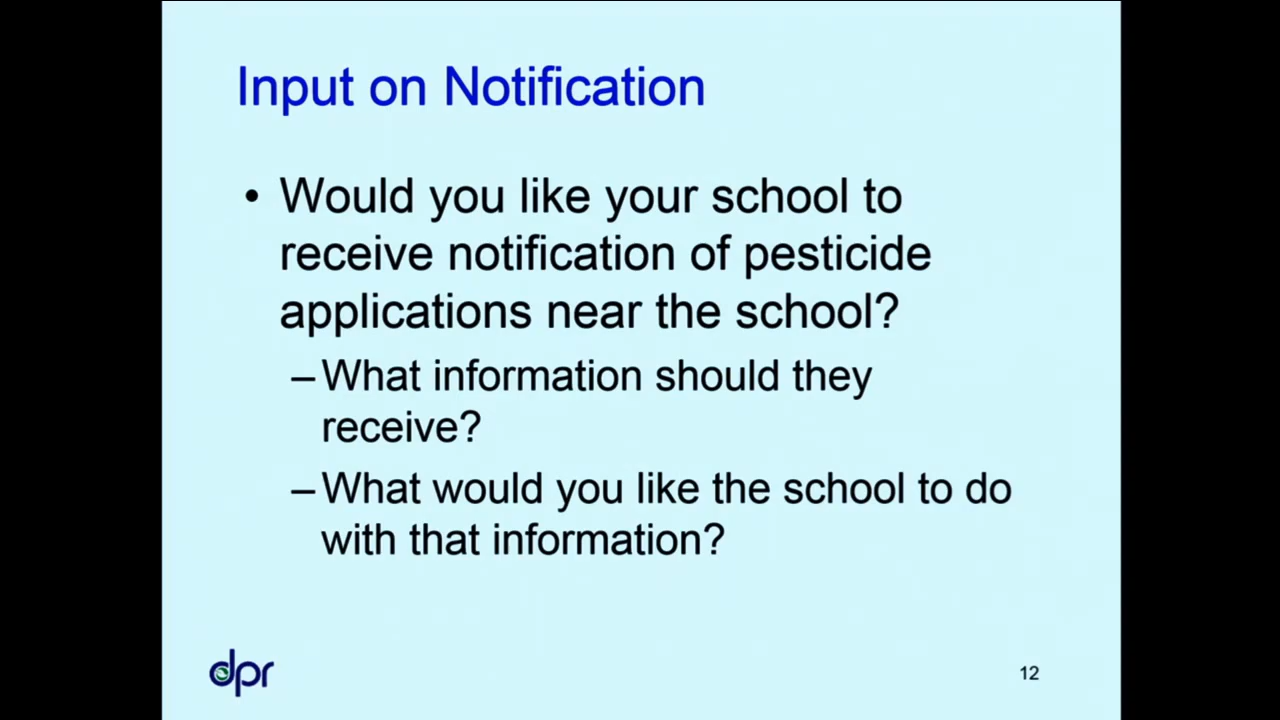 Input on Notification
• Would you like your school to
receive notification of pesticide
applications near the school?
– What information should they
receive?
– What would you like the school to do
with that information?
dpr
12